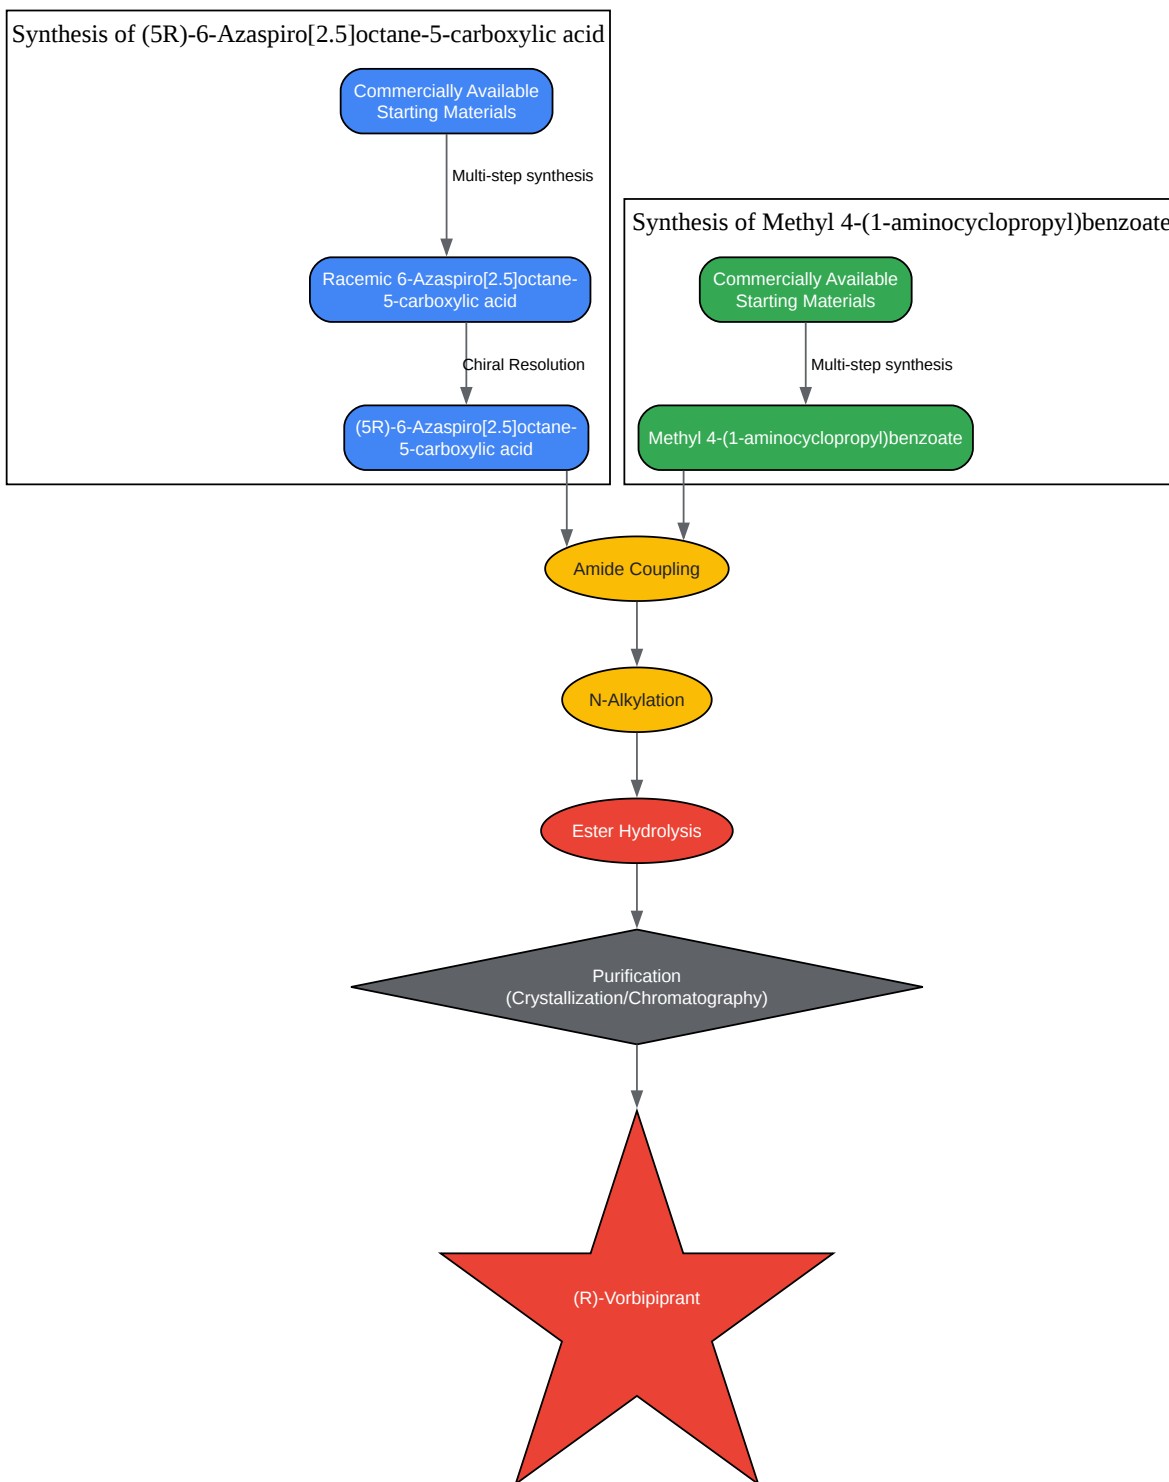 Synthesis of (5R)-6-Azaspiro[2.5]octane-5-carboxylic acid
Commercially Available
Starting Materials
Multi-step synthesis
Racemic 6-Azaspiro[2.5]octane-
5-carboxylic acid
Chiral Resolution
(5R)-6-Azaspiro[2.5]octane-
5-carboxylic acid
Synthesis of Methyl 4-(1-aminocyclopropyl)benzoate
Commercially Available
Starting Materials
Multi-step synthesis
Methyl 4-(1-aminocyclopropyl)benzoate
Amide Coupling
N-Alkylation
Ester Hydrolysis
Purification
(Crystallization/Chromatography)
(R)-Vorbipiprant